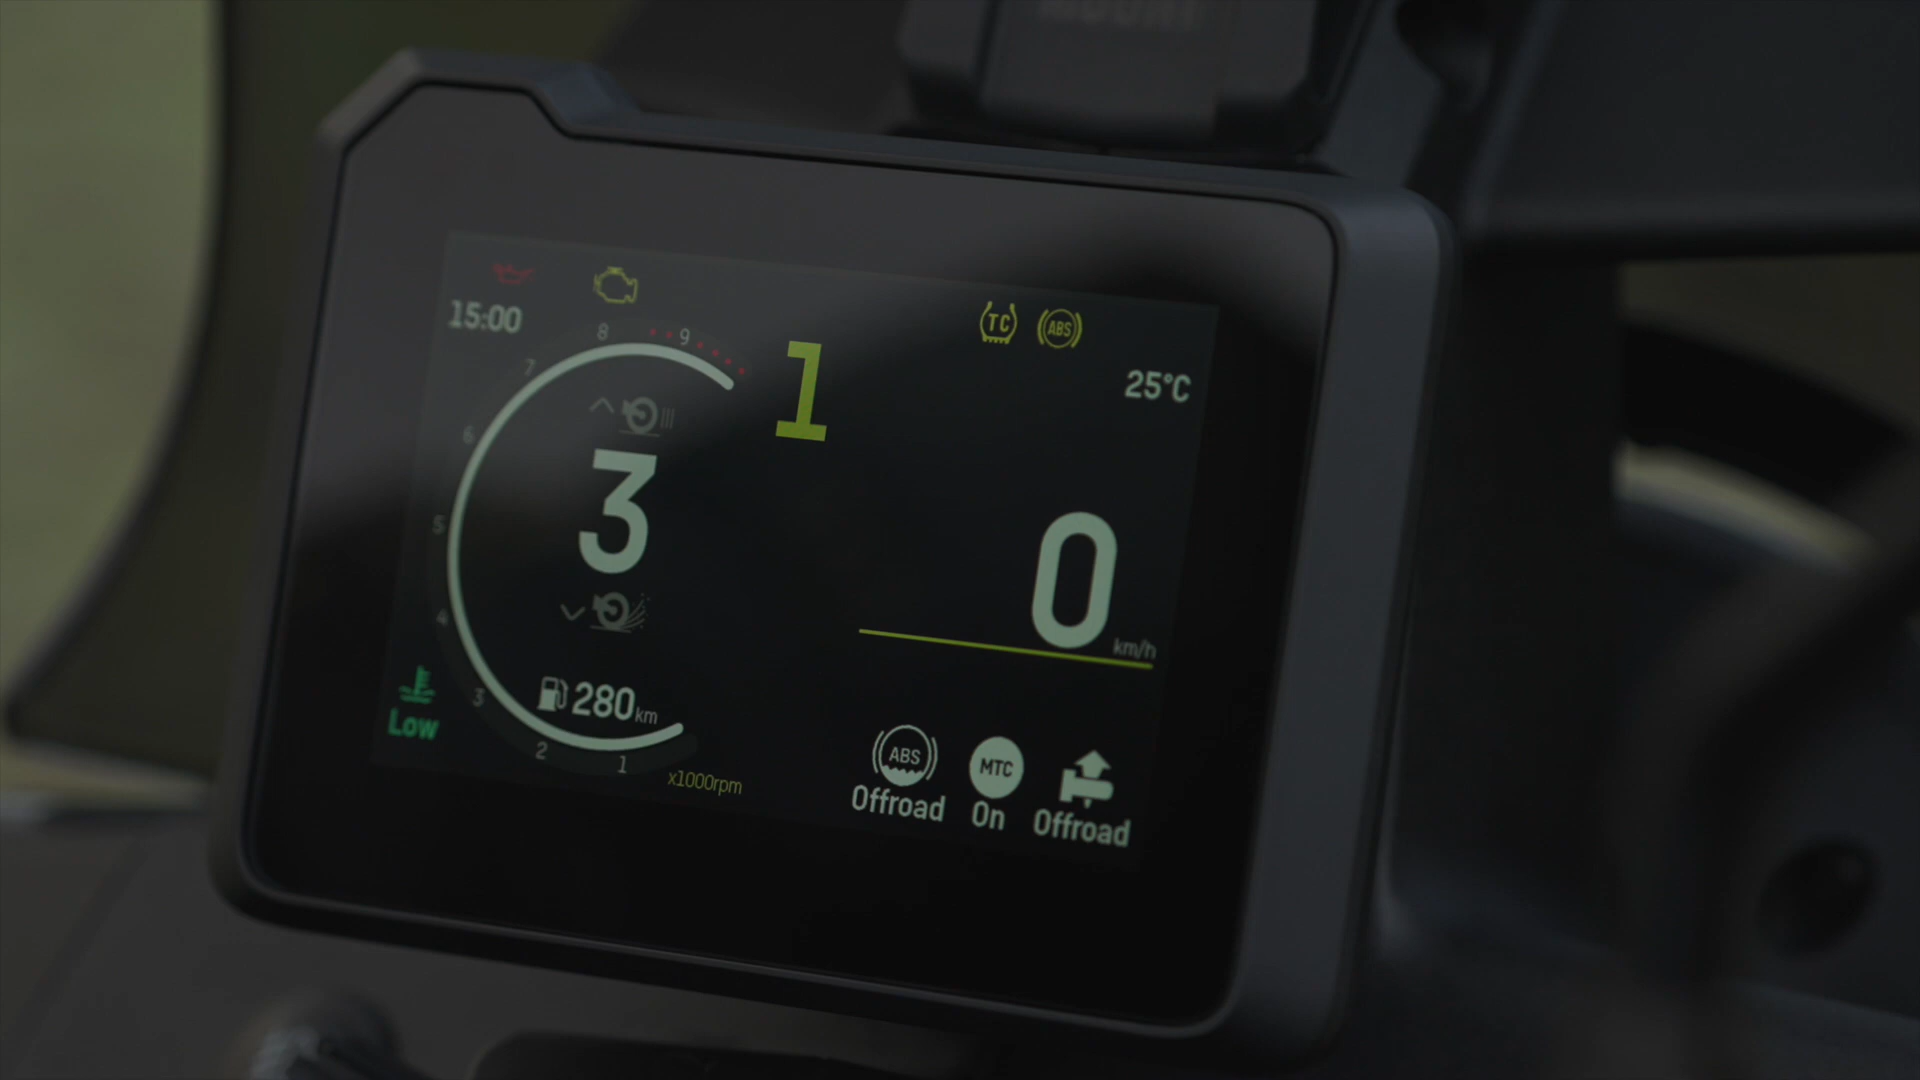 15:00
TC
ABS
25°C
1
9
8
7
6
5
4
3
2
1
3
0
km/h
280km
Low
x1000rpm
ABS
Offroad
MTC
On
Offroad